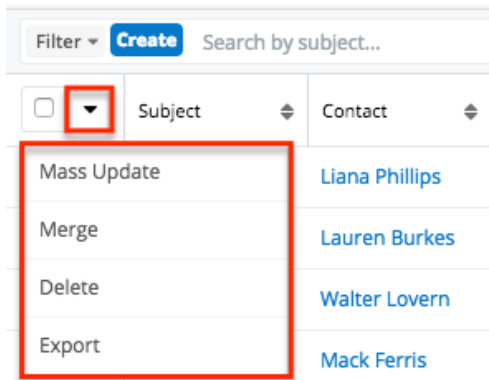 Filter Create Search by subject...
Subject Contact
Mass Update Liana Phillips
Merge Lauren Burkes
Delete Walter Lovern
Export Mack Ferris